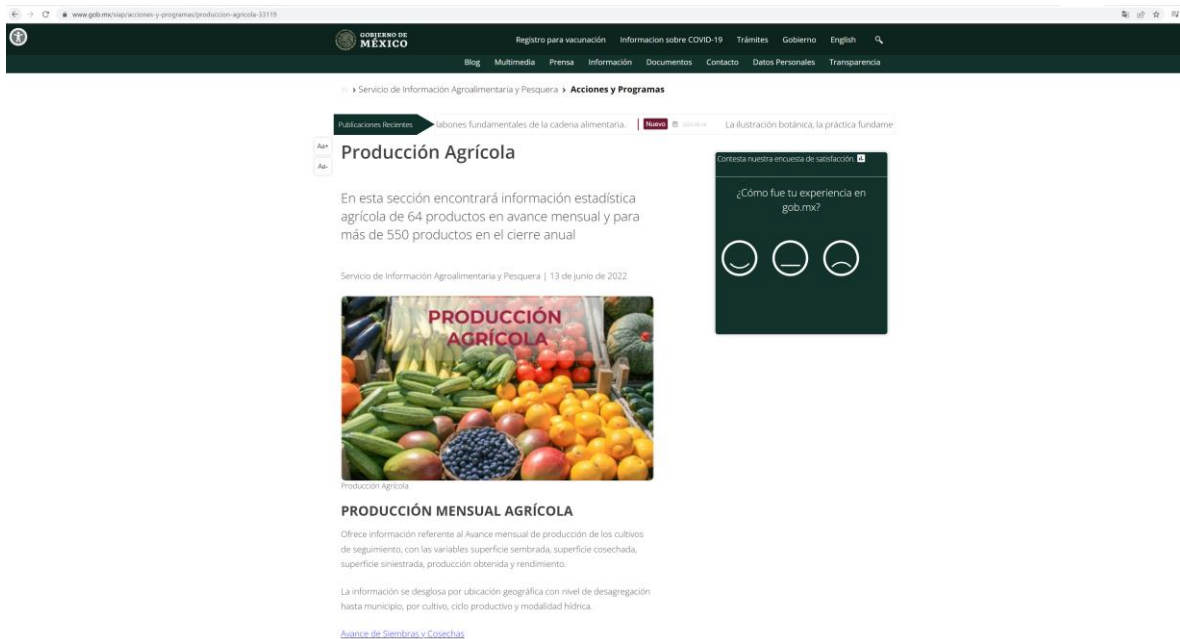 www.gob.mx/siap/acciones-y-programas/produccion-agricola-33119
GOBIERNO DE
MÉXICO
Registro para vacunación Informacion sobre COVID-19 Trámites Gobierno English
Blog Multimedia Prensa Información Documentos Contacto Datos Personales Transparencia
› Servicio de Información Agroalimentaria y Pesquera › Acciones y Programas
Publicaciones Recientes labones fundamentales de la cadena alimentaria. Nuevo La ilustración botánica, la práctica fundame
Aa+
Aa-
Producción Agrícola
En esta sección encontrará información estadística
agrícola de 64 productos en avance mensual y para
más de 550 productos en el cierre anual
Servicio de Información Agroalimentaria y Pesquera | 13 de junio de 2022
PRODUCCIÓN
AGRÍCOLA
Producción Agrícola
PRODUCCIÓN MENSUAL AGRÍCOLA
Ofrece información referente al Avance mensual de producción de los cultivos
de seguimiento, con las variables superficie sembrada, superficie cosechada,
superficie siniestrada, producción obtenida y rendimiento.
La información se desglosa por ubicación geográfica con nivel de desagregación
hasta municipio, por cultivo, ciclo productivo y modalidad hídrica.
Avance de Siembras y Cosechas
Contesta nuestra encuesta de satisfacción.
¿Cómo fue tu experiencia en
gob.mx?